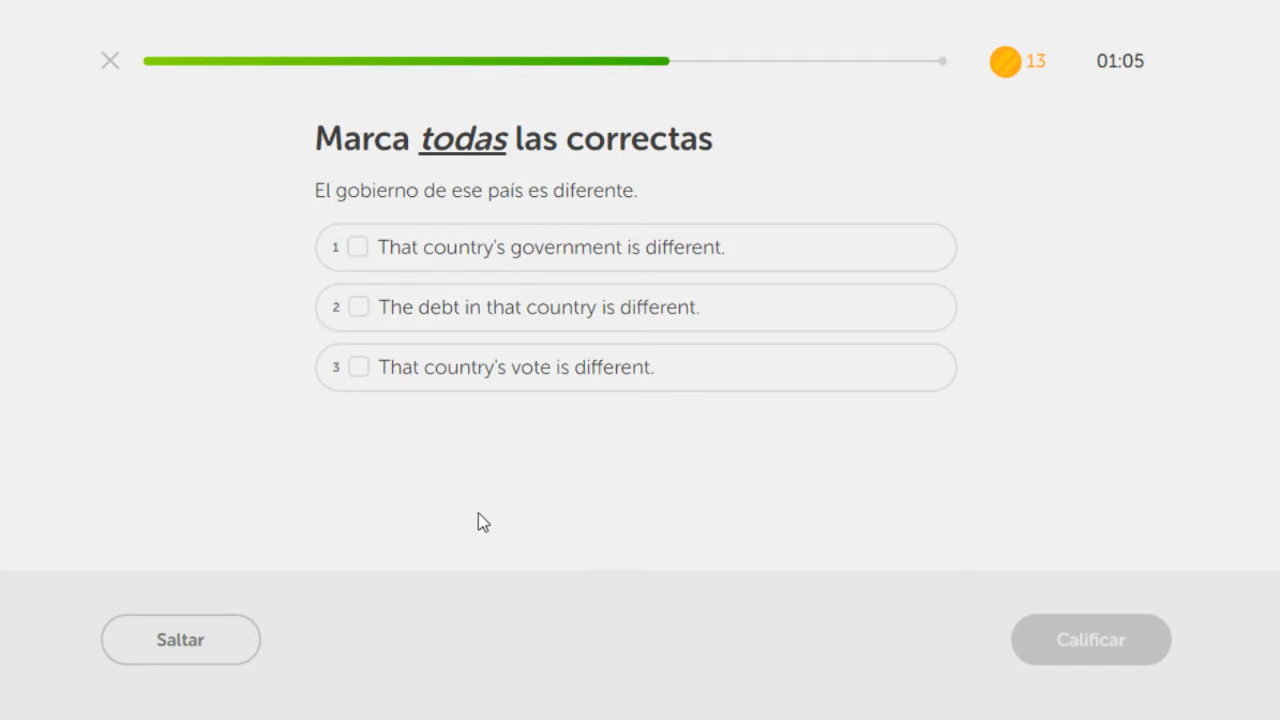 13 01:05
Marca todas las correctas
El gobierno de ese país es diferente.
1 That country's government is different.
2 The debt in that country is different.
3 That country's vote is different.
Saltar Calificar